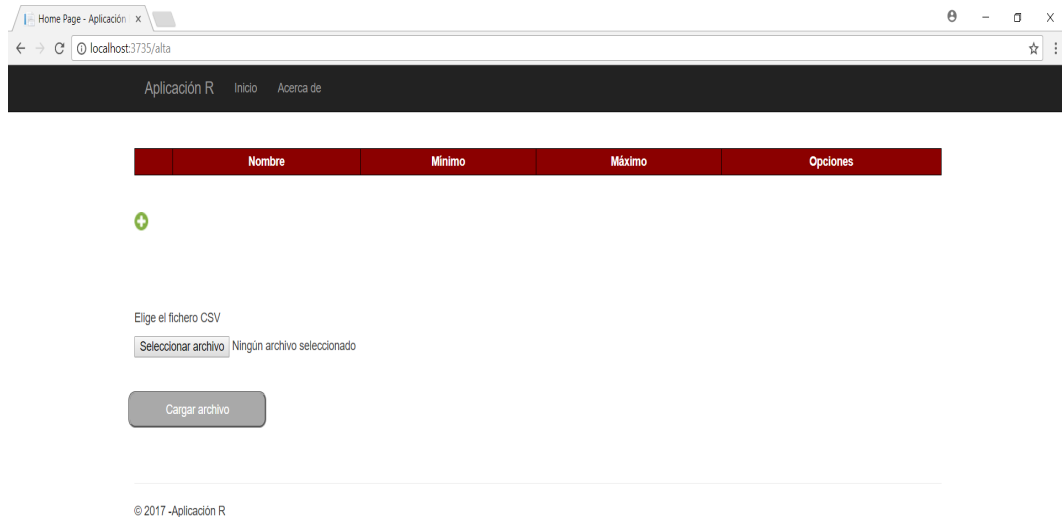 Home Page - Aplicación
localhost:3735/alta
Aplicación R Inicio Acerca de
Nombre Mínimo Máximo Opciones
Elige el fichero CSV
Seleccionar archivo Ningún archivo seleccionado
Cargar archivo
© 2017 -Aplicación R